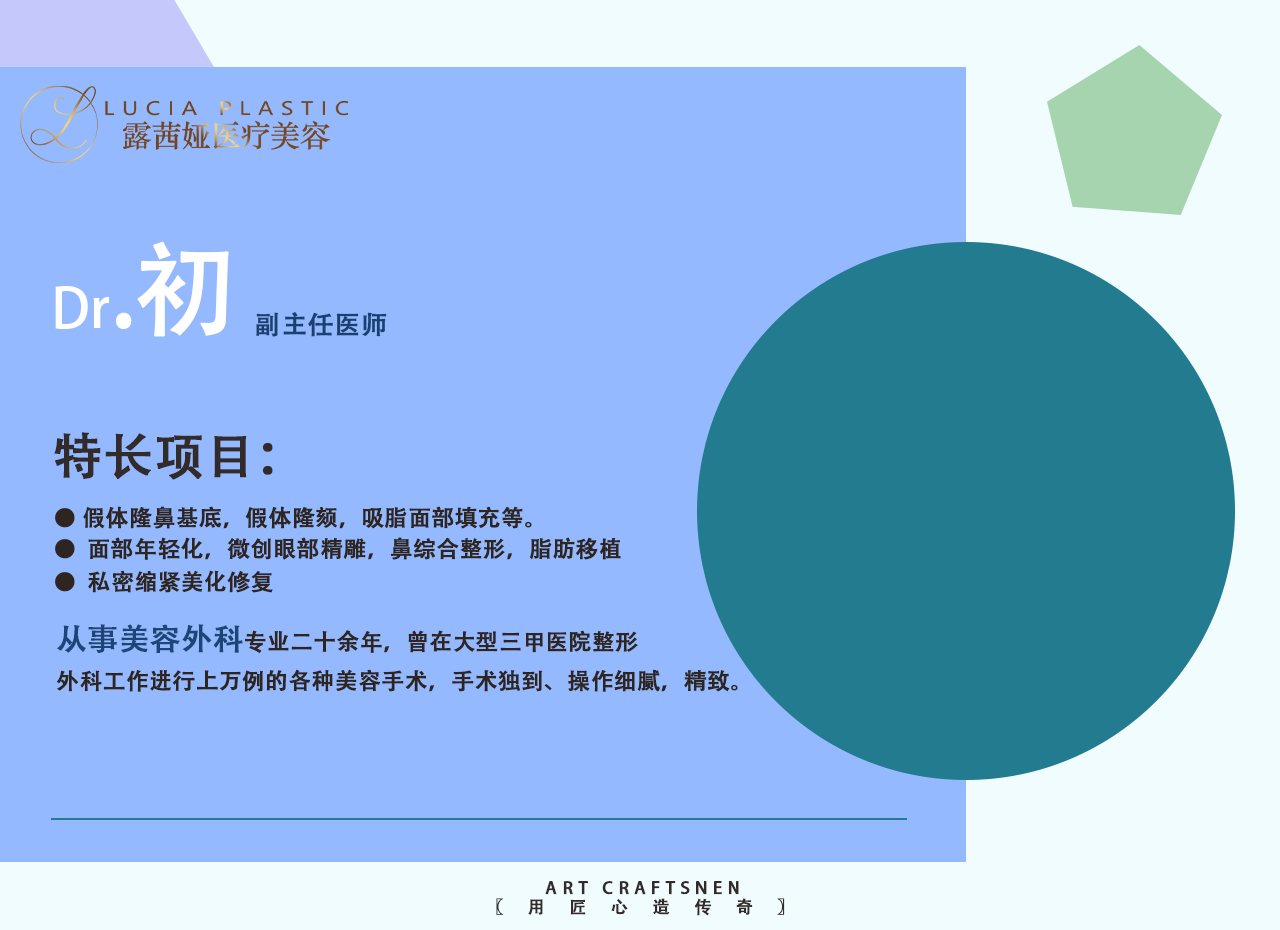 LUCIA PLASTIC
露茜娅医疗美容
Dr.初 副主任医师
特长项目：
● 假体隆鼻基底，假体隆颏，吸脂面部填充等。
● 面部年轻化，微创眼部精雕，鼻综合整形，脂肪移植
● 私密缩紧美化修复
从事美容外科专业二十余年，曾在大型三甲医院整形
外科工作进行上万例的各种美容手术，手术独到、操作细腻，精致。
ART CRAFTSNEN
〖 用 匠 心 造 传 奇 〗